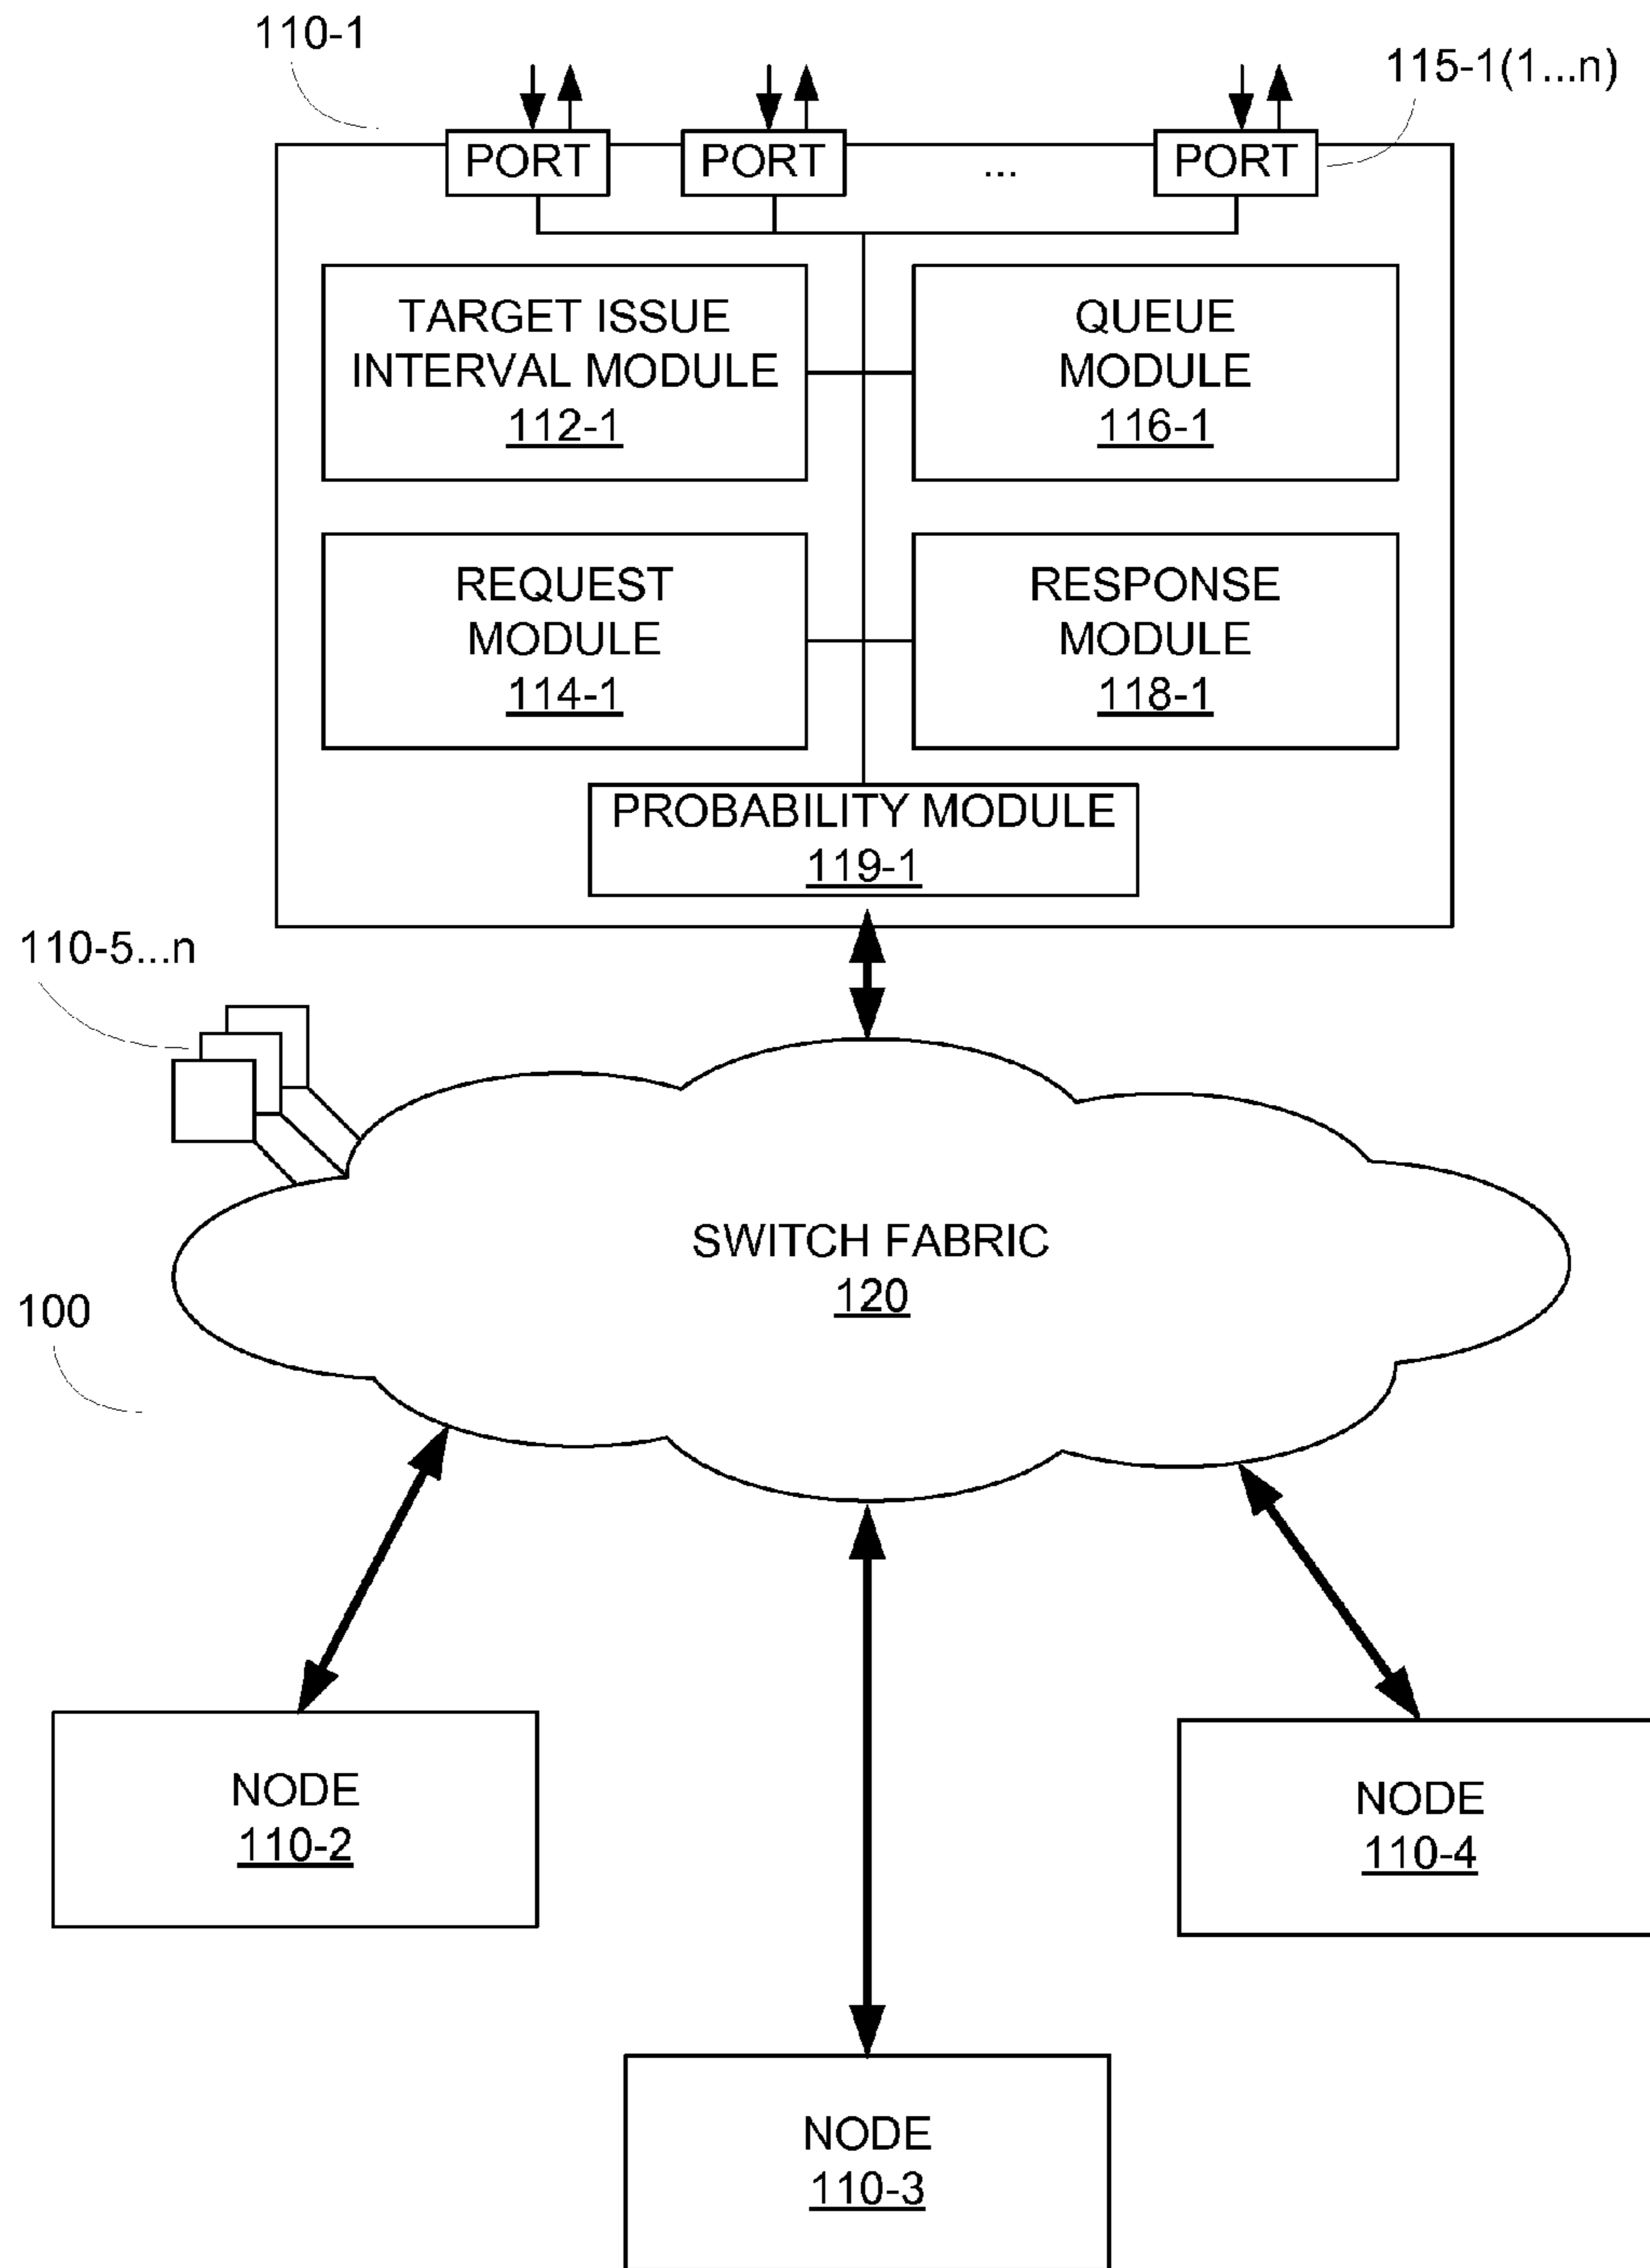 110-1
115-1(1...n)
PORT PORT ... PORT
TARGET ISSUE
INTERVAL MODULE
112-1
QUEUE
MODULE
116-1
REQUEST
MODULE
114-1
RESPONSE
MODULE
118-1
PROBABILITY MODULE
119-1
110-5...n
SWITCH FABRIC
120
100
NODE
110-2
NODE
110-4
NODE
110-3